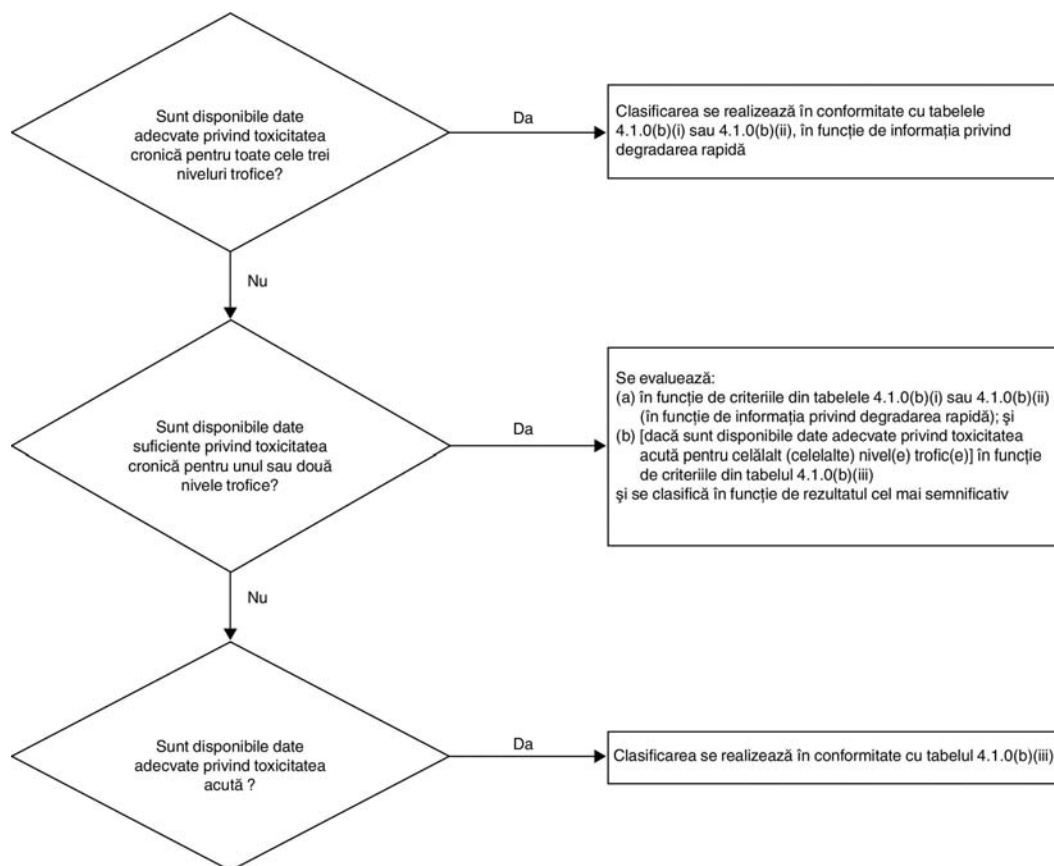 Sunt disponibile date
adecvate privind toxicitatea
cronică pentru toate cele trei
niveluri trofice?
Da
Clasificarea se realizează în conformitate cu tabelele
4.1.0(b)(i) sau 4.1.0(b)(ii), în funcție de informația privind
degradarea rapidă
Nu
Sunt disponibile date
suficiente privind toxicitatea
cronică pentru unul sau două
nivele trofice?
Da
Se evaluează:
(a) în funcție de criteriile din tabelele 4.1.0(b)(i) sau 4.1.0(b)(ii)
(în funcție de informația privind degradarea rapidă); şi
(b) [dacă sunt disponibile date adecvate privind toxicitatea
acută pentru celălalt (celelalte) nivel(e) trofic(e)] în funcție
de criteriile din tabelul 4.1.0(b)(iii)
şi se clasifică în funcție de rezultatul cel mai semnificativ
Nu
Sunt disponibile date
adecvate privind toxicitatea
acută ?
Da
Clasificarea se realizează în conformitate cu tabelul 4.1.0(b)(iii)